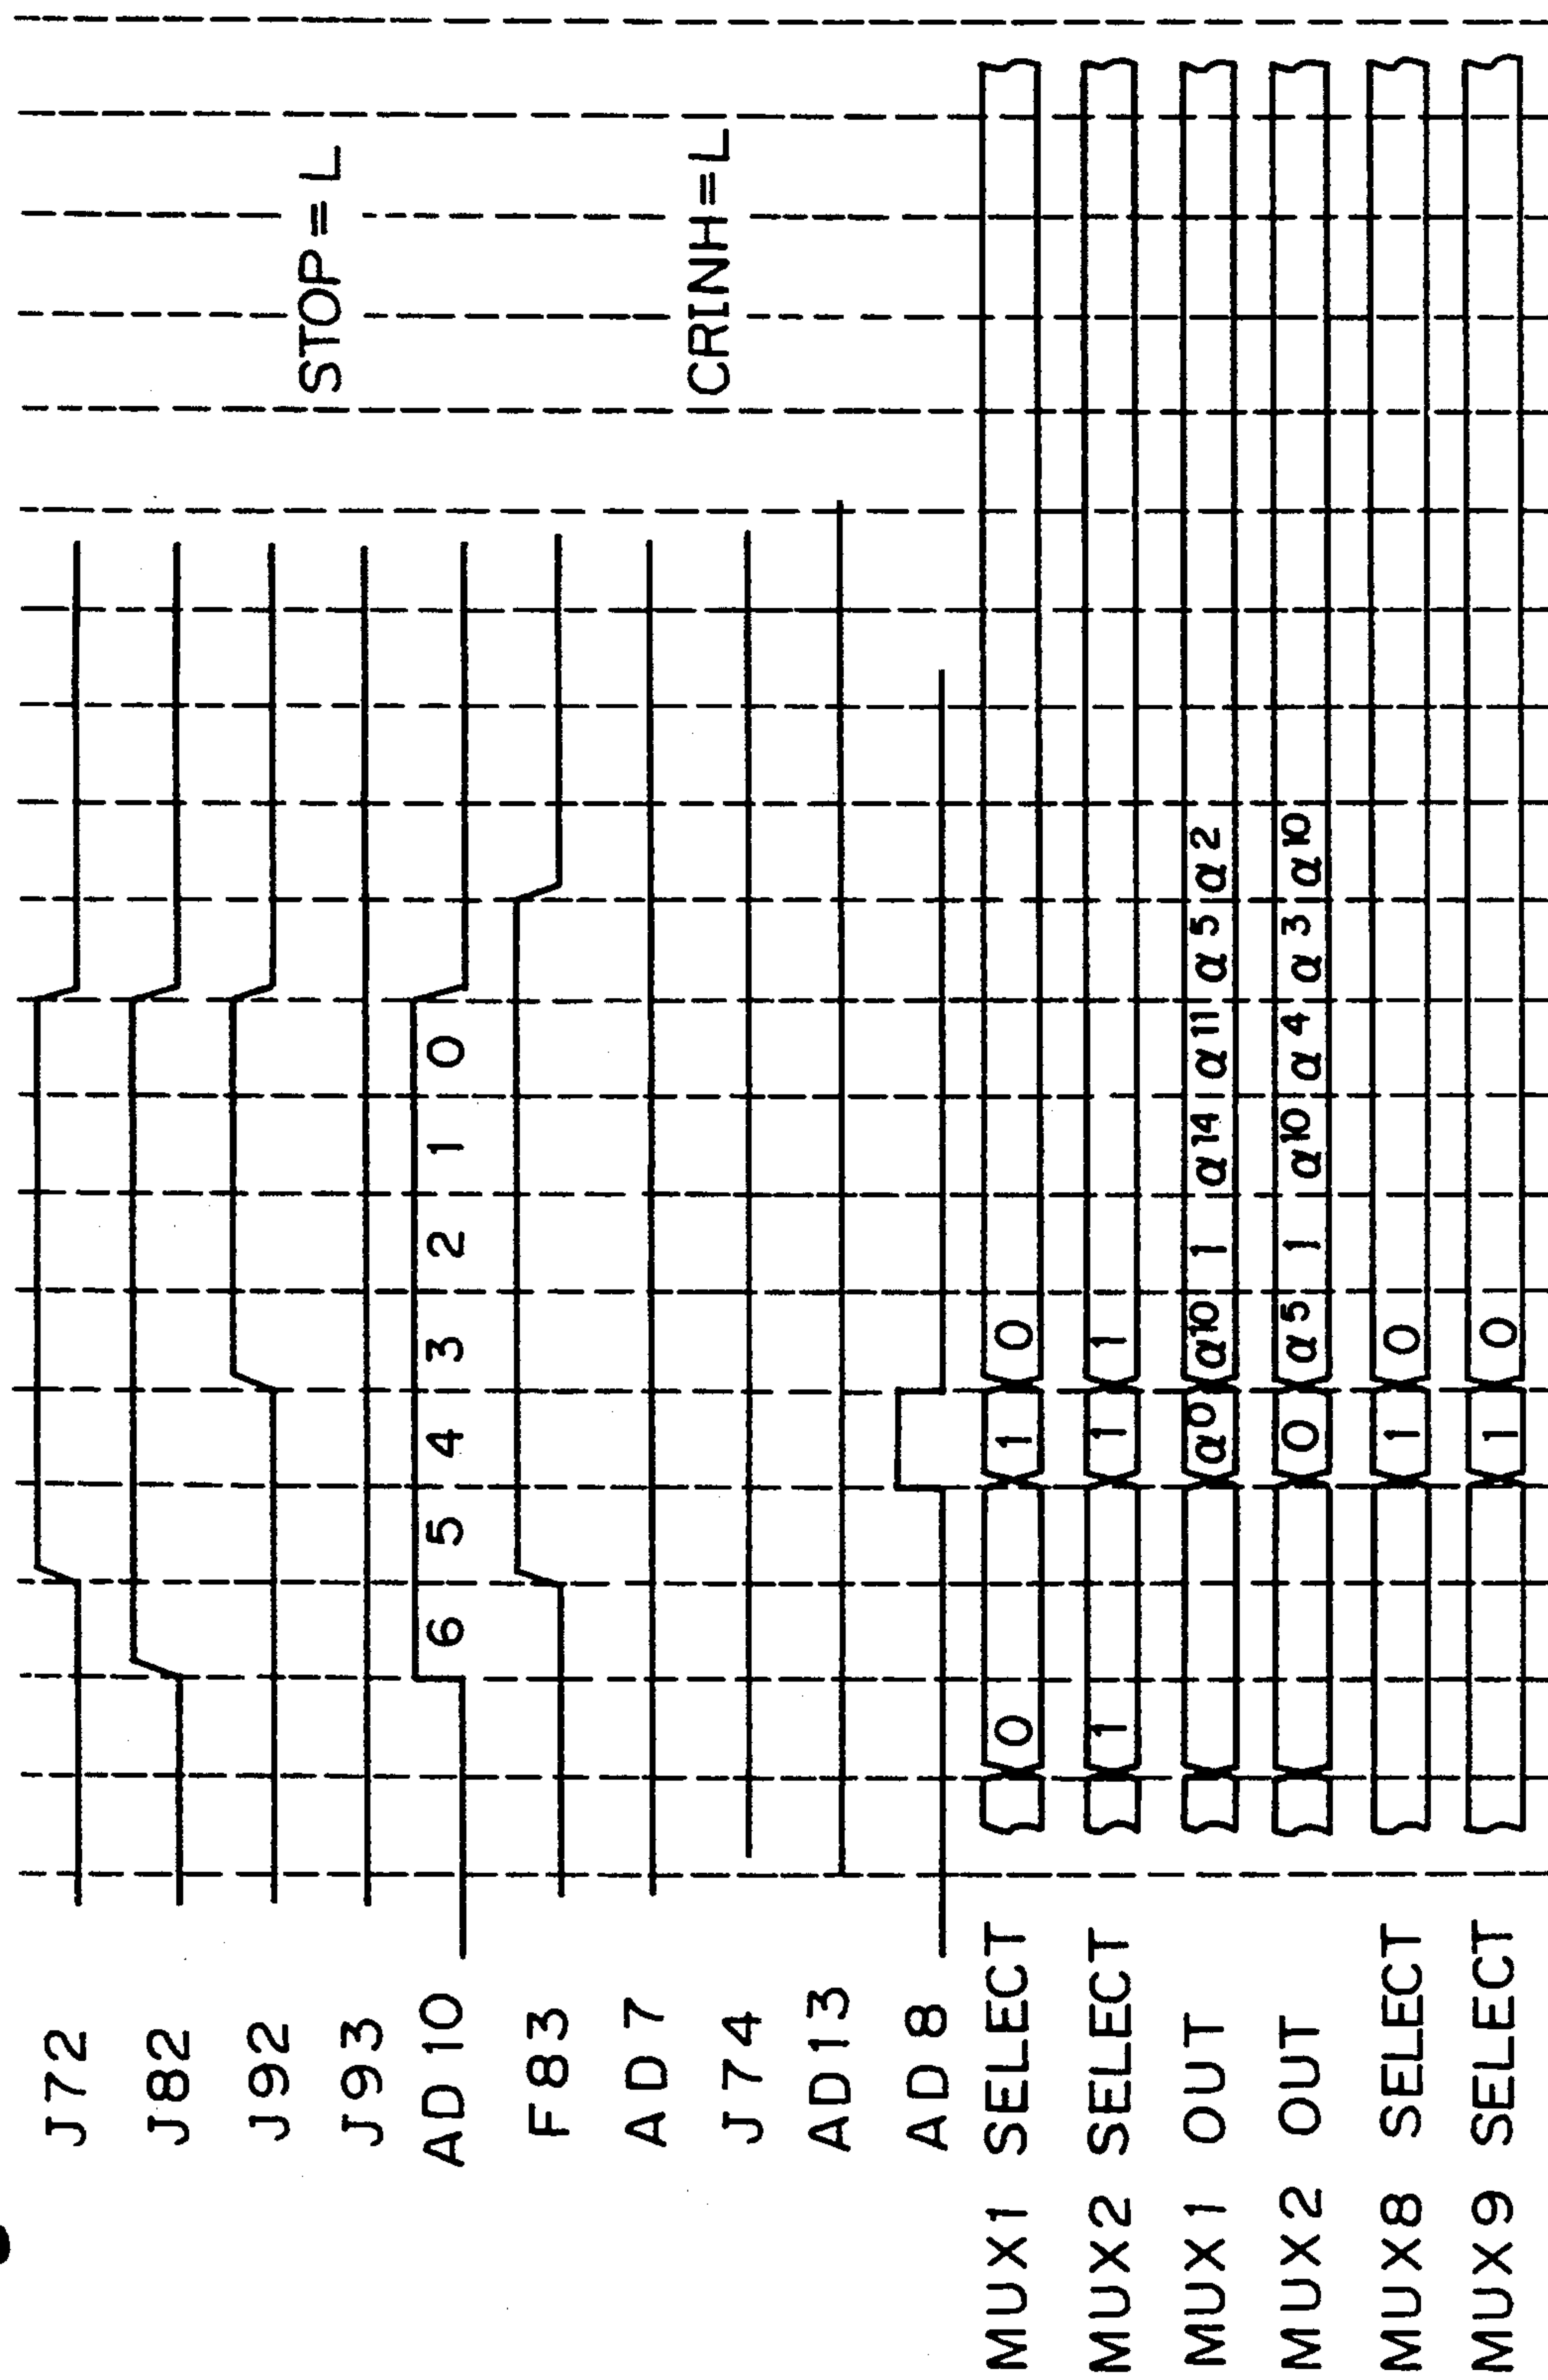 J72
J82
J92
STOP = L
J93
AD10 6 5 4 3 2 1 0
F83
AD7
CRINH = L
J74
AD13
AD8
MUX1 SELECT 0 1 0
MUX2 SELECT 1 1 1
MUX1 OUT α0 α10 1 α14 α11 α5 α2
MUX2 OUT 0 α5 1 α10 α4 α3 α10
MUX8 SELECT 1 0
MUX9 SELECT 1 0